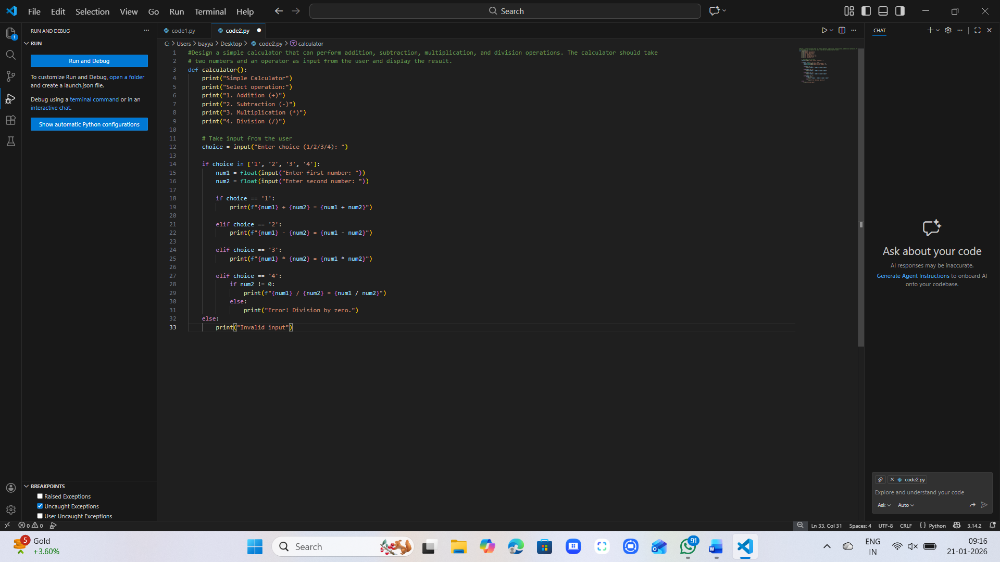 File Edit Selection View Go Run Terminal Help
Search
RUN AND DEBUG
RUN
Run and Debug
To customize Run and Debug, open a folder
and create a launch.json file.
Debug using a terminal command or in an
interactive chat.
Show automatic Python configurations
BREAKPOINTS
Raised Exceptions
Uncaught Exceptions
User Uncaught Exceptions
code1.py
code2.py
C: > Users > bayya > Desktop > code2.py > calculator
1 #Design a simple calculator that can perform addition, subtraction, multiplication, and division operations. The calculator should take
2 # two numbers and an operator as input from the user and display the result.
3 def calculator():
4     print("Simple Calculator")
5     print("Select operation:")
6     print("1. Addition (+)")
7     print("2. Subtraction (-)")
8     print("3. Multiplication (*)")
9     print("4. Division (/)")
10
11     # Take input from the user
12     choice = input("Enter choice (1/2/3/4): ")
13
14     if choice in ['1', '2', '3', '4']:
15         num1 = float(input("Enter first number: "))
16         num2 = float(input("Enter second number: "))
17
18         if choice == '1':
19             print(f"{num1} + {num2} = {num1 + num2}")
20
21         elif choice == '2':
22             print(f"{num1} - {num2} = {num1 - num2}")
23
24         elif choice == '3':
25             print(f"{num1} * {num2} = {num1 * num2}")
26
27         elif choice == '4':
28             if num2 != 0:
29                 print(f"{num1} / {num2} = {num1 / num2}")
30             else:
31                 print("Error! Division by zero.")
32     else:
33         print("Invalid input")
CHAT
Ask about your code
AI responses may be inaccurate.
Generate Agent Instructions to onboard AI
onto your codebase.
code2.py
Explore and understand your code
Ask Auto
0 0
Ln 33, Col 31 Spaces: 4 UTF-8 CRLF { } Python 3.14.2
5 Gold
+3.60%
Search
91
ENG
IN
09:16
21-01-2026